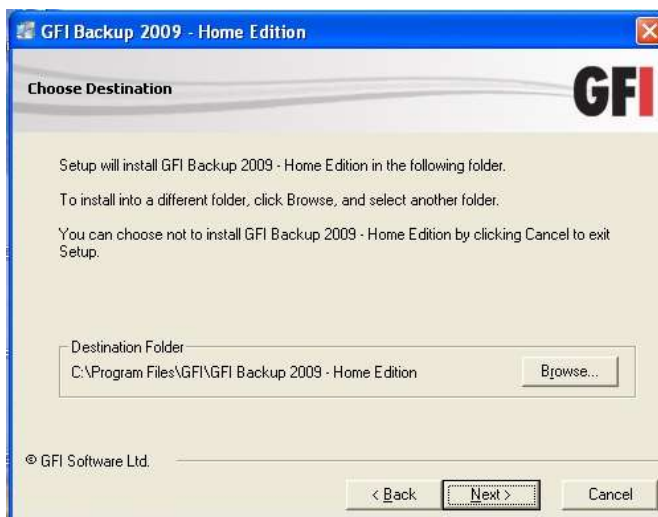 GFI Backup 2009 - Home Edition
Choose Destination
GFI
Setup will install GFI Backup 2009 - Home Edition in the following folder.
To install into a different folder, click Browse, and select another folder.
You can choose not to install GFI Backup 2009 - Home Edition by clicking Cancel to exit
Setup.
Destination Folder
C:\Program Files\GFI\GFI Backup 2009 - Home Edition
Browse...
© GFI Software Ltd.
< Back
Next >
Cancel